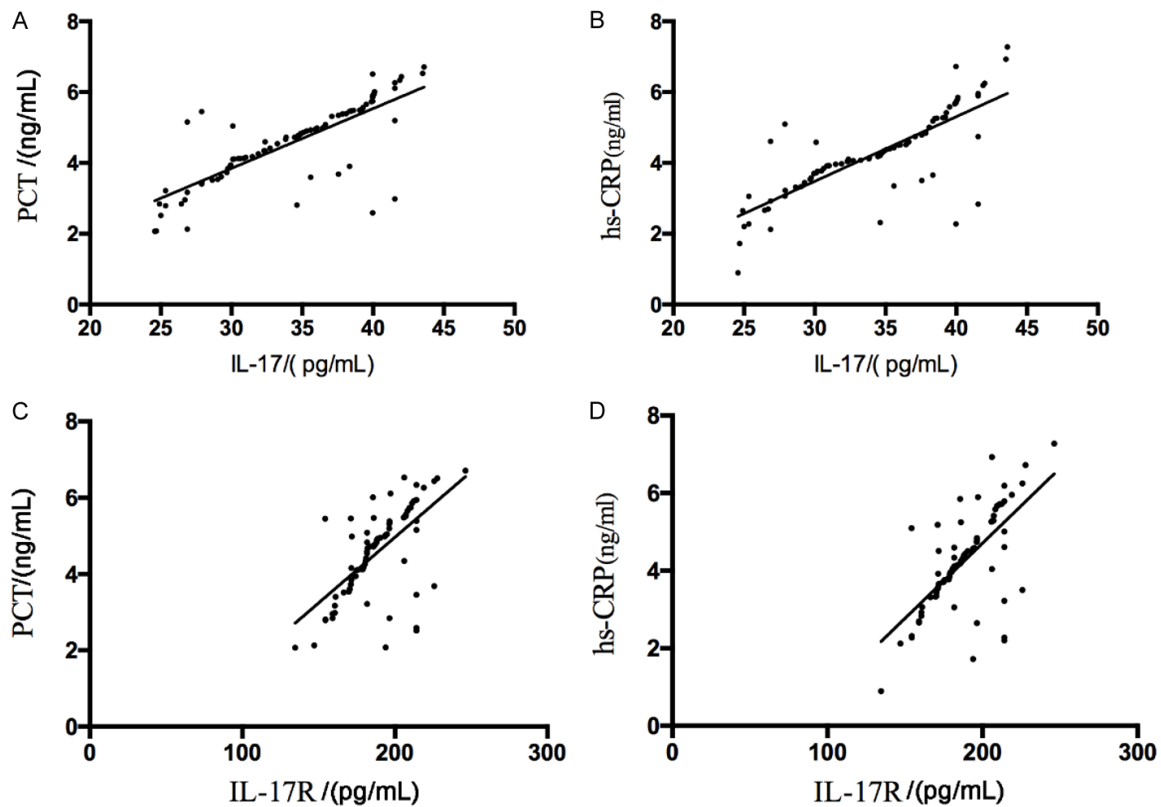 A
PCT /(ng/mL)
8
6
4
2
0
20 25 30 35 40 45 50
IL-17/( pg/mL)
B
hs-CRP(ng/ml)
8
6
4
2
0
20 25 30 35 40 45 50
IL-17/( pg/mL)
C
PCT/(ng/mL)
8
6
4
2
0
0 100 200 300
IL-17R /(pg/mL)
D
hs-CRP(ng/ml)
8
6
4
2
0
0 100 200 300
IL-17R /(pg/mL)